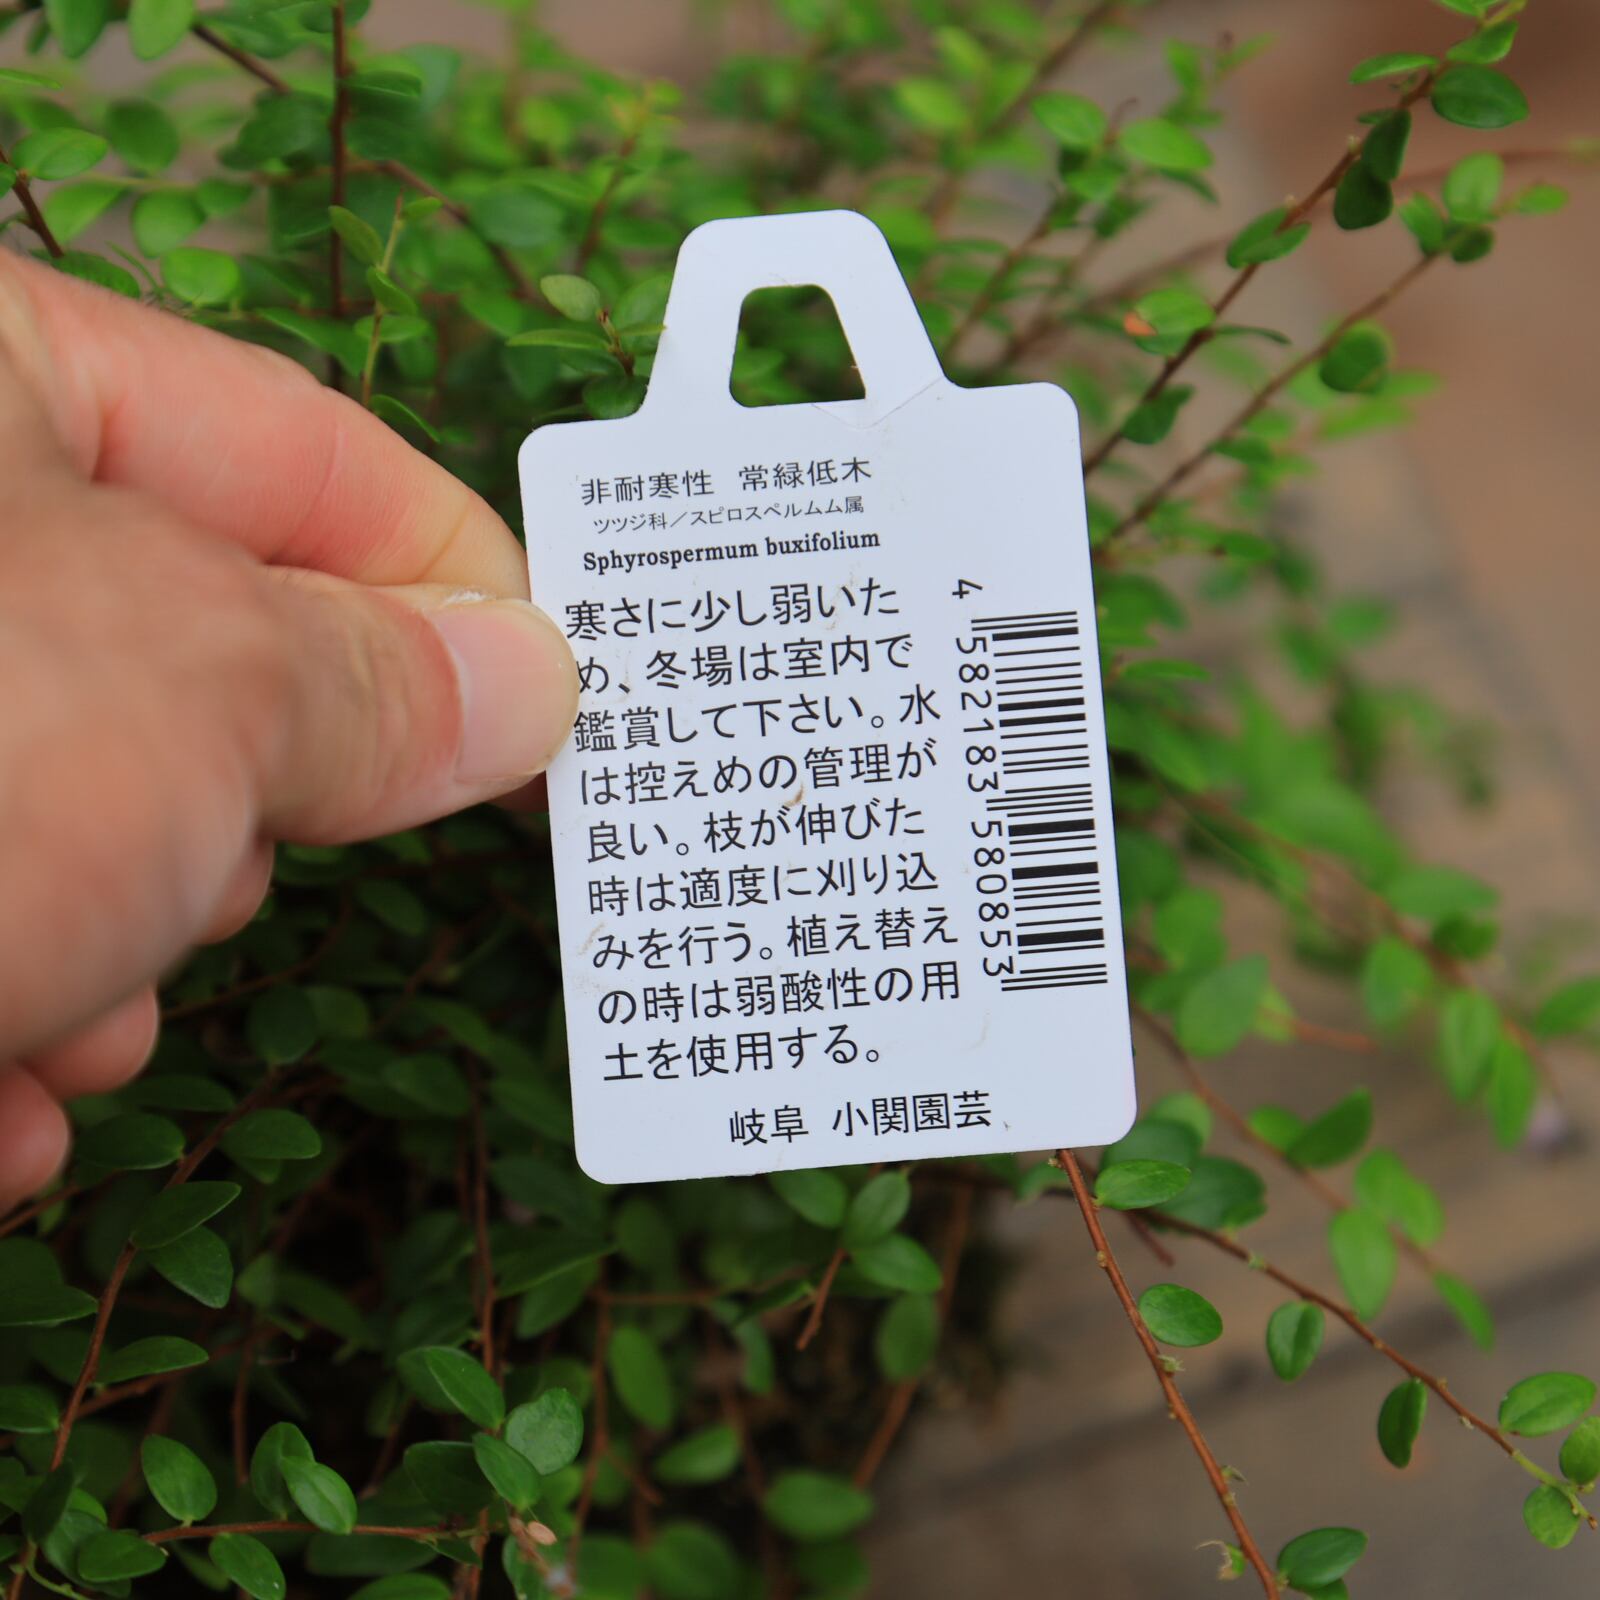 非耐寒性 常緑低木
ツツジ科／スピロスペルムム属
Sphyrospermum buxifolium
寒さに少し弱いた
め、冬場は室内で
鑑賞して下さい。水
は控えめの管理が
良い。枝が伸びた
時は適度に刈り込
みを行う。植え替え
の時は弱酸性の用
土を使用する。
岐阜 小関園芸
4 582183 580853